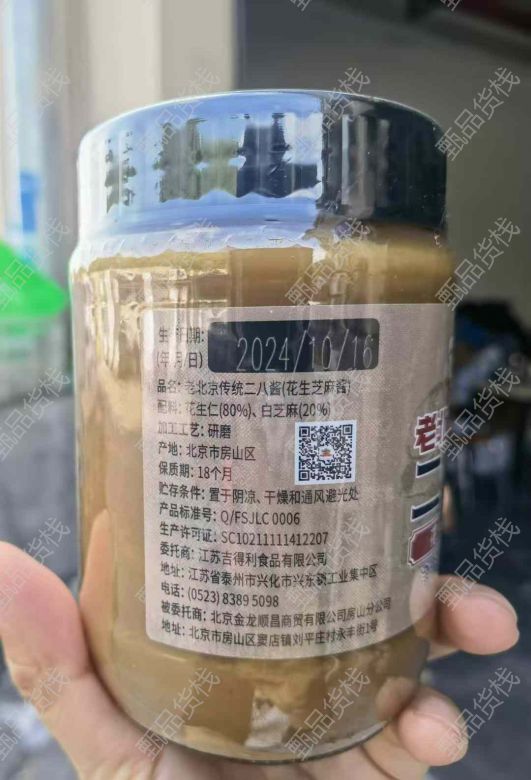 生产日期:
(年/月/日)
2024/10/16
品名: 老北京传统二八酱(花生芝麻酱)
配料: 花生仁(80%)、白芝麻(20%)
加工工艺: 研磨
产地: 北京市房山区
保质期: 18个月
贮存条件: 置于阴凉、干燥和通风避光处
产品标准号: Q/FSJLC 0006
生产许可证: SC10211111412207
委托商: 江苏吉得利食品有限公司
地址: 江苏省泰州市兴化市兴东镇工业集中区
电话: (0523) 8389 5098
被委托商: 北京金龙顺昌商贸有限公司房山分公司
地址: 北京市房山区窦店镇刘平庄村永丰街1号
老
甄品货栈